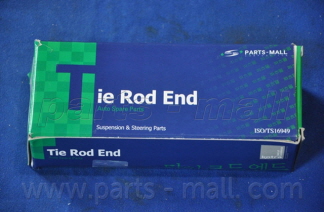 PARTS-MALL
Tie Rod End
Auto Spare Parts
Suspension & Steering Parts
ISO/TS16949
Tie Rod End
www.parts-mall.com